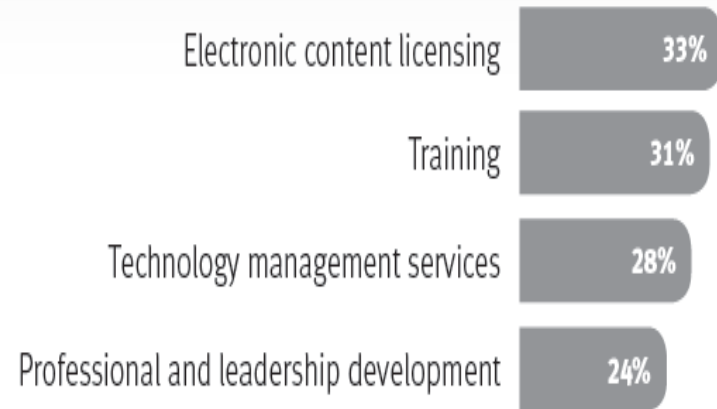 Electronic content licensing 33%
Training 31%
Technology management services 28%
Professional and leadership development 24%